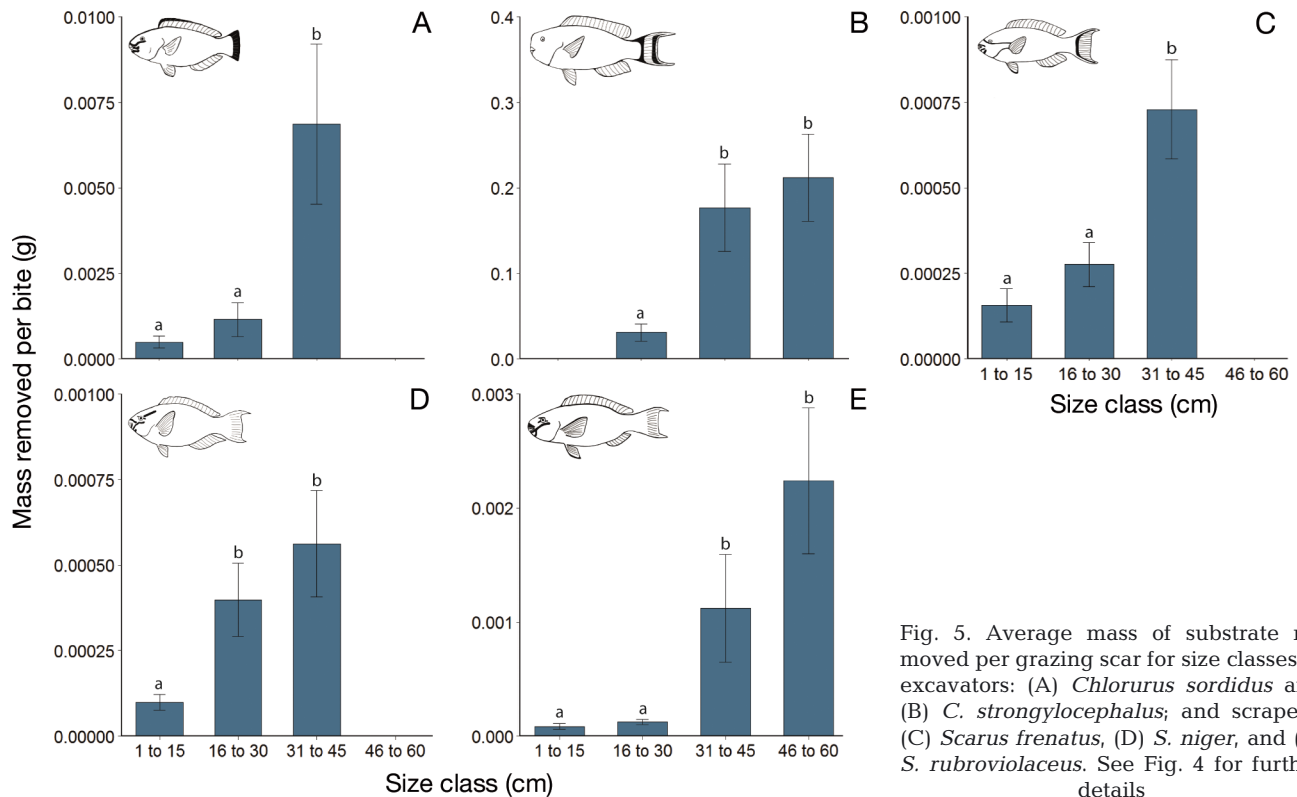 A
0.0100
0.0075
0.0050
0.0025
0.0000
a
a
b
B
0.4
0.3
0.2
0.1
0.0
a
b
b
C
0.00100
0.00075
0.00050
0.00025
0.00000
a
a
b
1 to 15 16 to 30 31 to 45 46 to 60
Size class (cm)
Mass removed per bite (g)
D
0.00100
0.00075
0.00050
0.00025
0.00000
a
b
b
1 to 15 16 to 30 31 to 45 46 to 60
E
0.003
0.002
0.001
0.000
a
a
b
b
1 to 15 16 to 30 31 to 45 46 to 60
Size class (cm)
Fig. 5. Average mass of substrate
moved per grazing scar for size classes
excavators: (A) Chlorurus sordidus
(B) C. strongylocephalus; and
(C) Scarus frenatus, (D) S. niger, and
S. rubroviolaceus. See Fig. 4 for
details